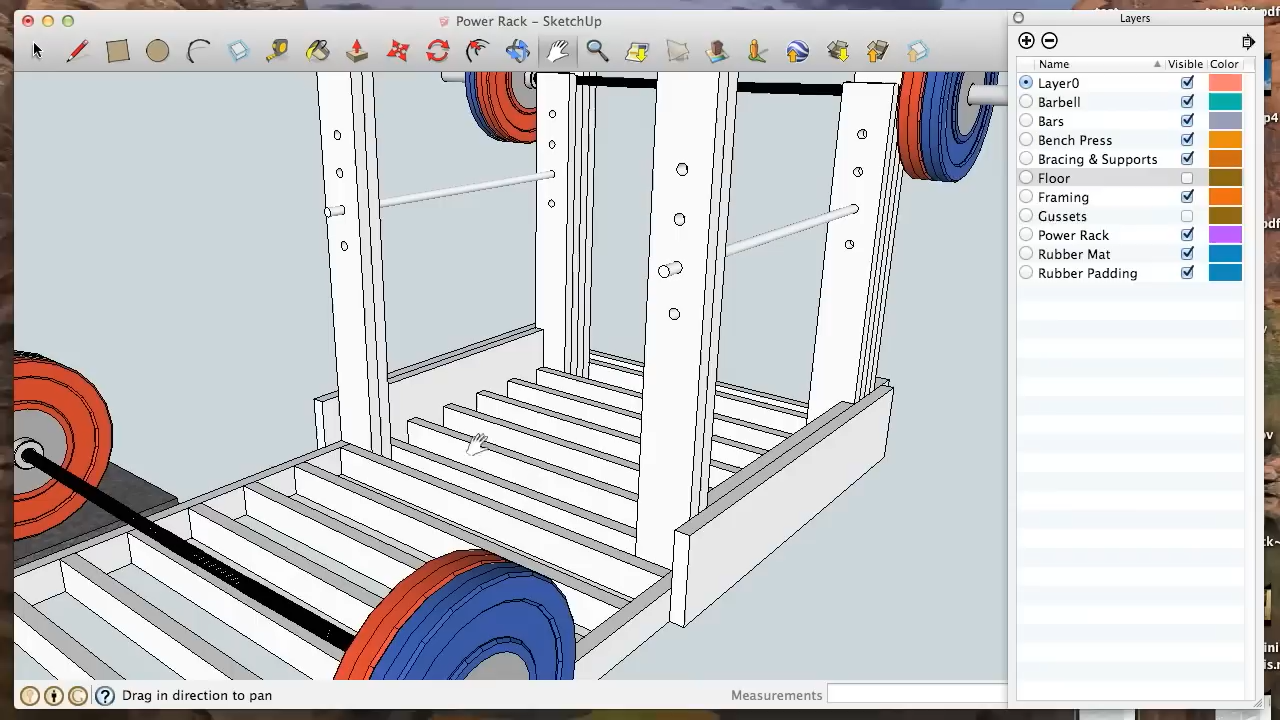 Power Rack – SketchUp
Layers
Name Visible Color
Layer0
Barbell
Bars
Bench Press
Bracing & Supports
Floor
Framing
Gussets
Power Rack
Rubber Mat
Rubber Padding
Drag in direction to pan
Measurements